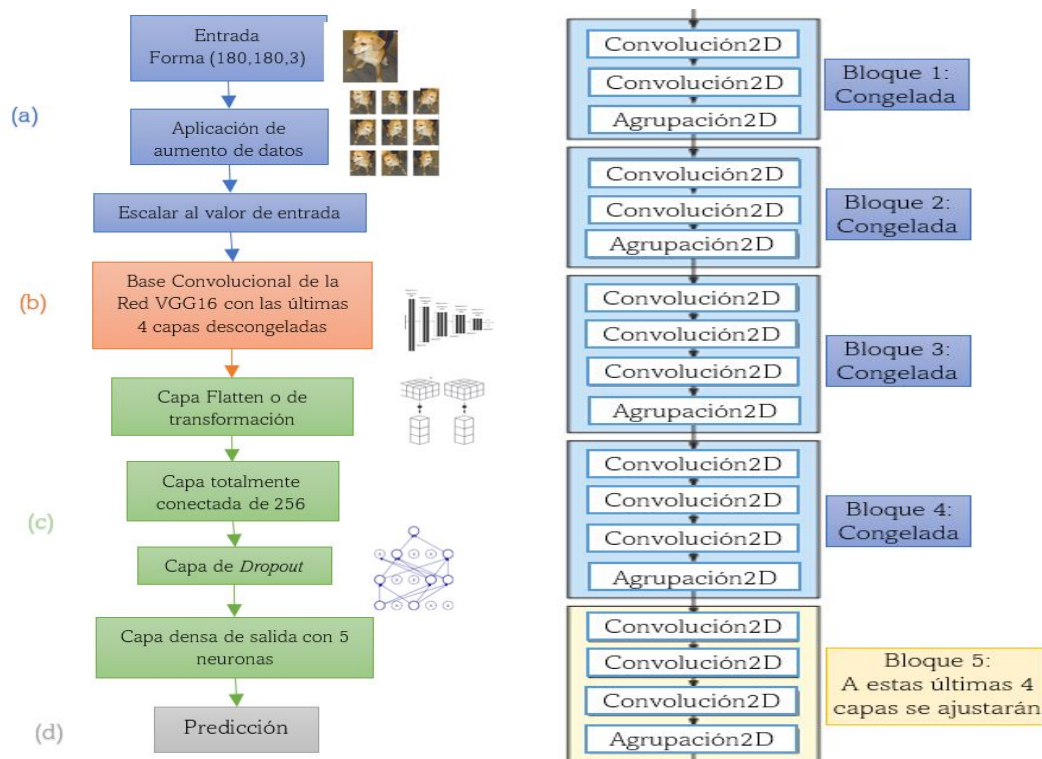 Entrada
Forma (180,180,3)
(a)
Aplicación de
aumento de datos
Escalar al valor de entrada
(b)
Base Convolucional de la
Red VGG16 con las últimas
4 capas descongeladas
Capa Flatten o de
transformación
Capa totalmente
conectada de 256
(c)
Capa de Dropout
Capa densa de salida con 5
neuronas
(d)
Predicción
Convolución2D
Convolución2D
Agrupación2D
Bloque 1:
Congelada
Convolución2D
Convolución2D
Agrupación2D
Bloque 2:
Congelada
Convolución2D
Convolución2D
Convolución2D
Agrupación2D
Bloque 3:
Congelada
Convolución2D
Convolución2D
Convolución2D
Agrupación2D
Bloque 4:
Congelada
Convolución2D
Convolución2D
Convolución2D
Agrupación2D
Bloque 5:
A estas últimas 4
capas se ajustarán